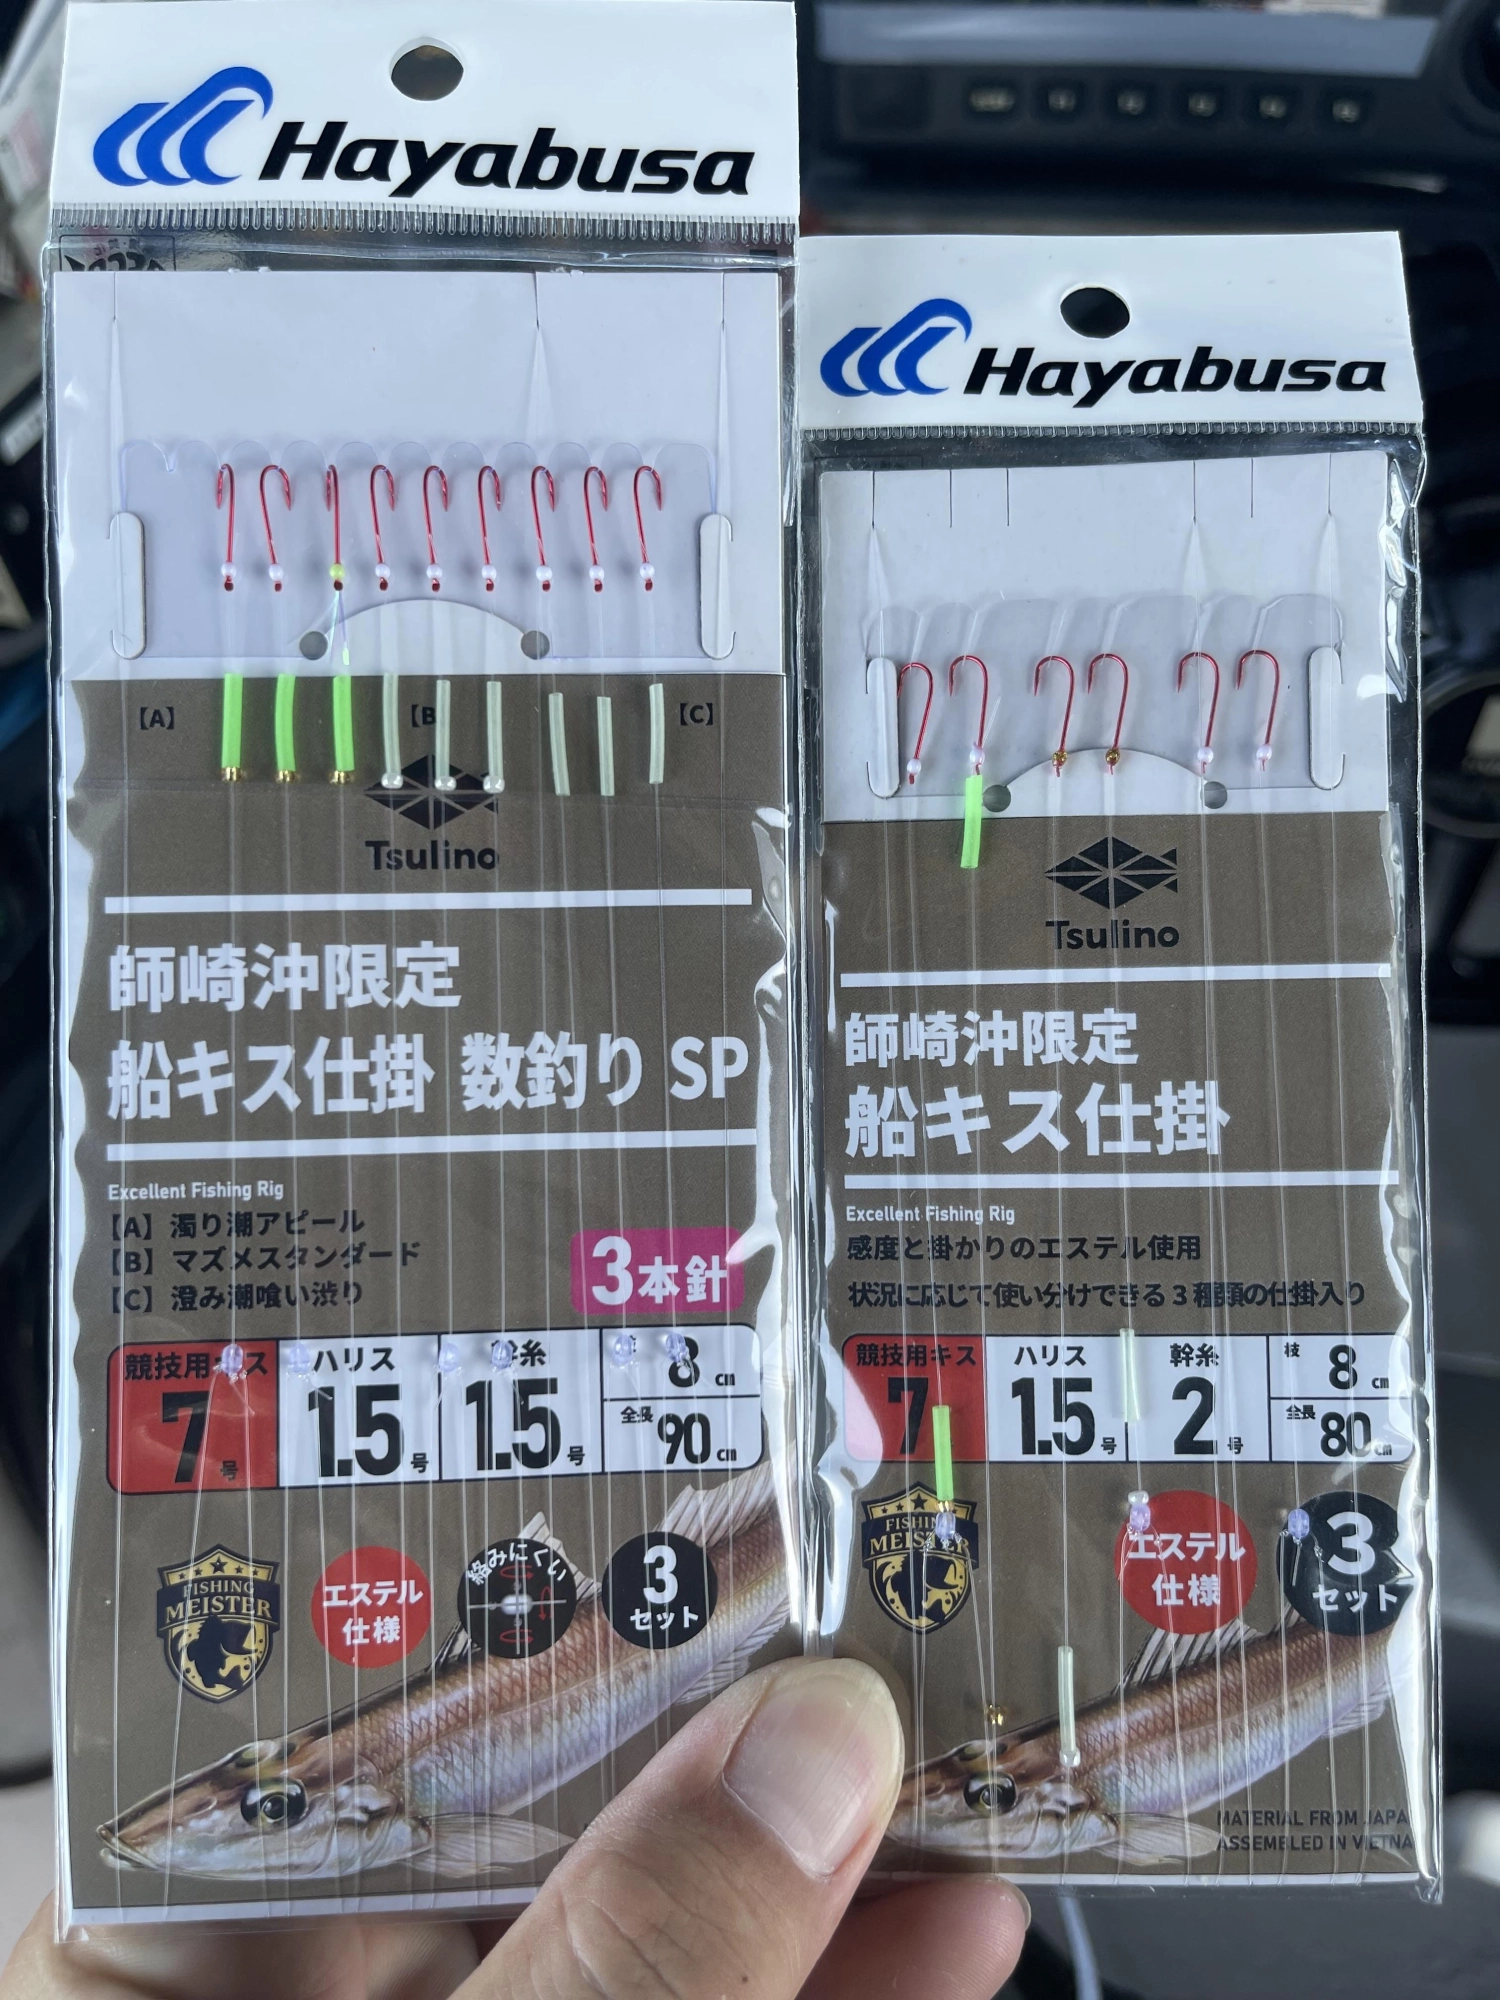 Hayabusa
【A】
【B
【C】
Tsulino
師崎沖限定
船キス仕掛 数釣り SP
Excellent Fishing Rig
【A】濁り潮アピール
【B】マズメスタンダード
【C】澄み潮喰い渋り
3本針
競技用キス
7号
ハリス
1.5号
幹糸
1.5号
8cm
全長
90cm
FISHING
MEISTER
エステル
仕様
絡みにくい
3
セット
Hayabusa
Tsulino
師崎沖限定
船キス仕掛
Excellent Fishing Rig
感度と掛かりのエステル使用
状況に応じて使い分けできる3種類の仕掛入り
競技用キス
7
ハリス
1.5号
幹糸
2号
枝
8cm
全長
80cm
FISHING
MEISTER
エステル
仕様
3
セット
MATERIAL FROM JAPA
ASSEMBLED IN VIETNA